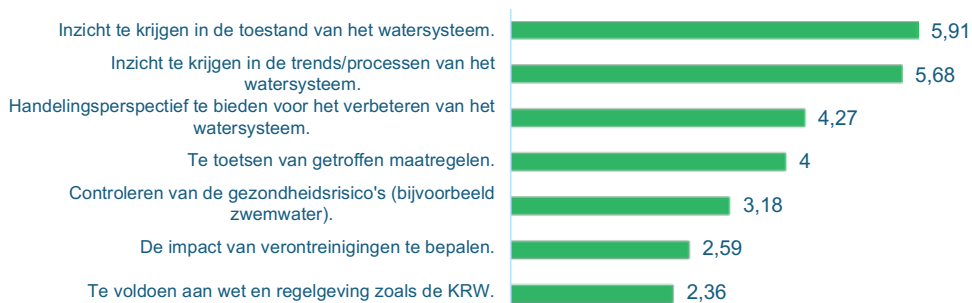 Inzicht te krijgen in de toestand van het watersysteem.
5,91
Inzicht te krijgen in de trends/processen van het
watersysteem.
5,68
Handelingsperspectief te bieden voor het verbeteren van het
watersysteem.
4,27
Te toetsen van getroffen maatregelen.
4
Controleren van de gezondheidsrisico's (bijvoorbeeld
zwemwater).
3,18
De impact van verontreinigingen te bepalen.
2,59
Te voldoen aan wet en regelgeving zoals de KRW.
2,36